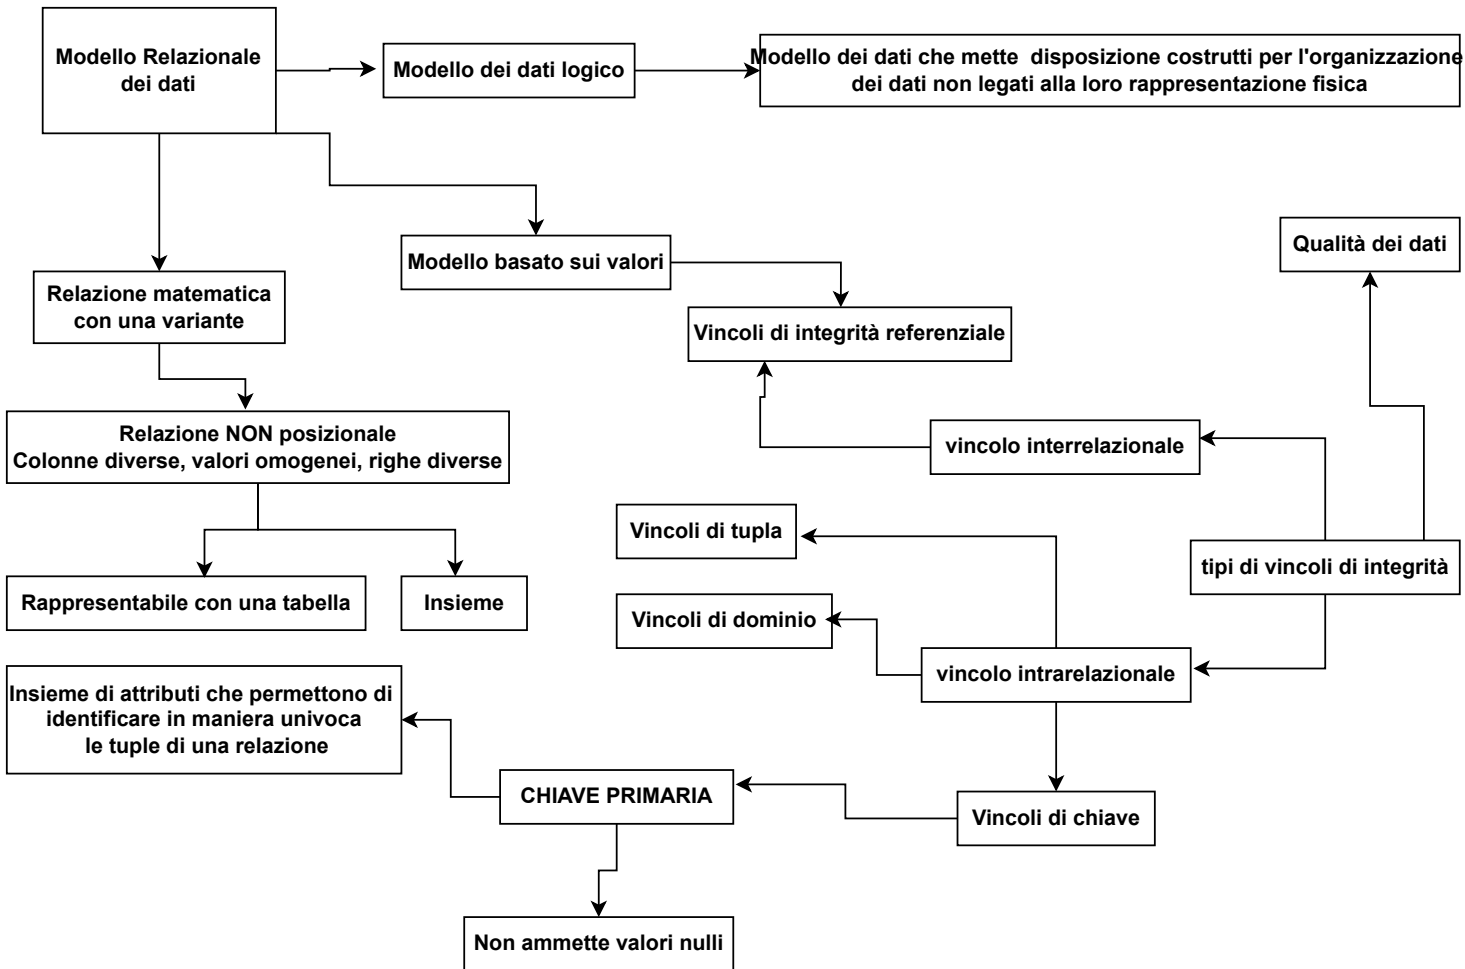 Modello Relazionale
dei dati
Modello dei dati logico
Modello dei dati che mette disposizione costrutti per l'organizzazione
dei dati non legati alla loro rappresentazione fisica
Qualità dei dati
Modello basato sui valori
Relazione matematica
con una variante
Vincoli di integrità referenziale
Relazione NON posizionale
Colonne diverse, valori omogenei, righe diverse
vincolo interrelazionale
Vincoli di tupla
tipi di vincoli di integrità
Rappresentabile con una tabella
Insieme
Vincoli di dominio
vincolo intrarelazionale
Insieme di attributi che permettono di
identificare in maniera univoca
le tuple di una relazione
CHIAVE PRIMARIA
Vincoli di chiave
Non ammette valori nulli